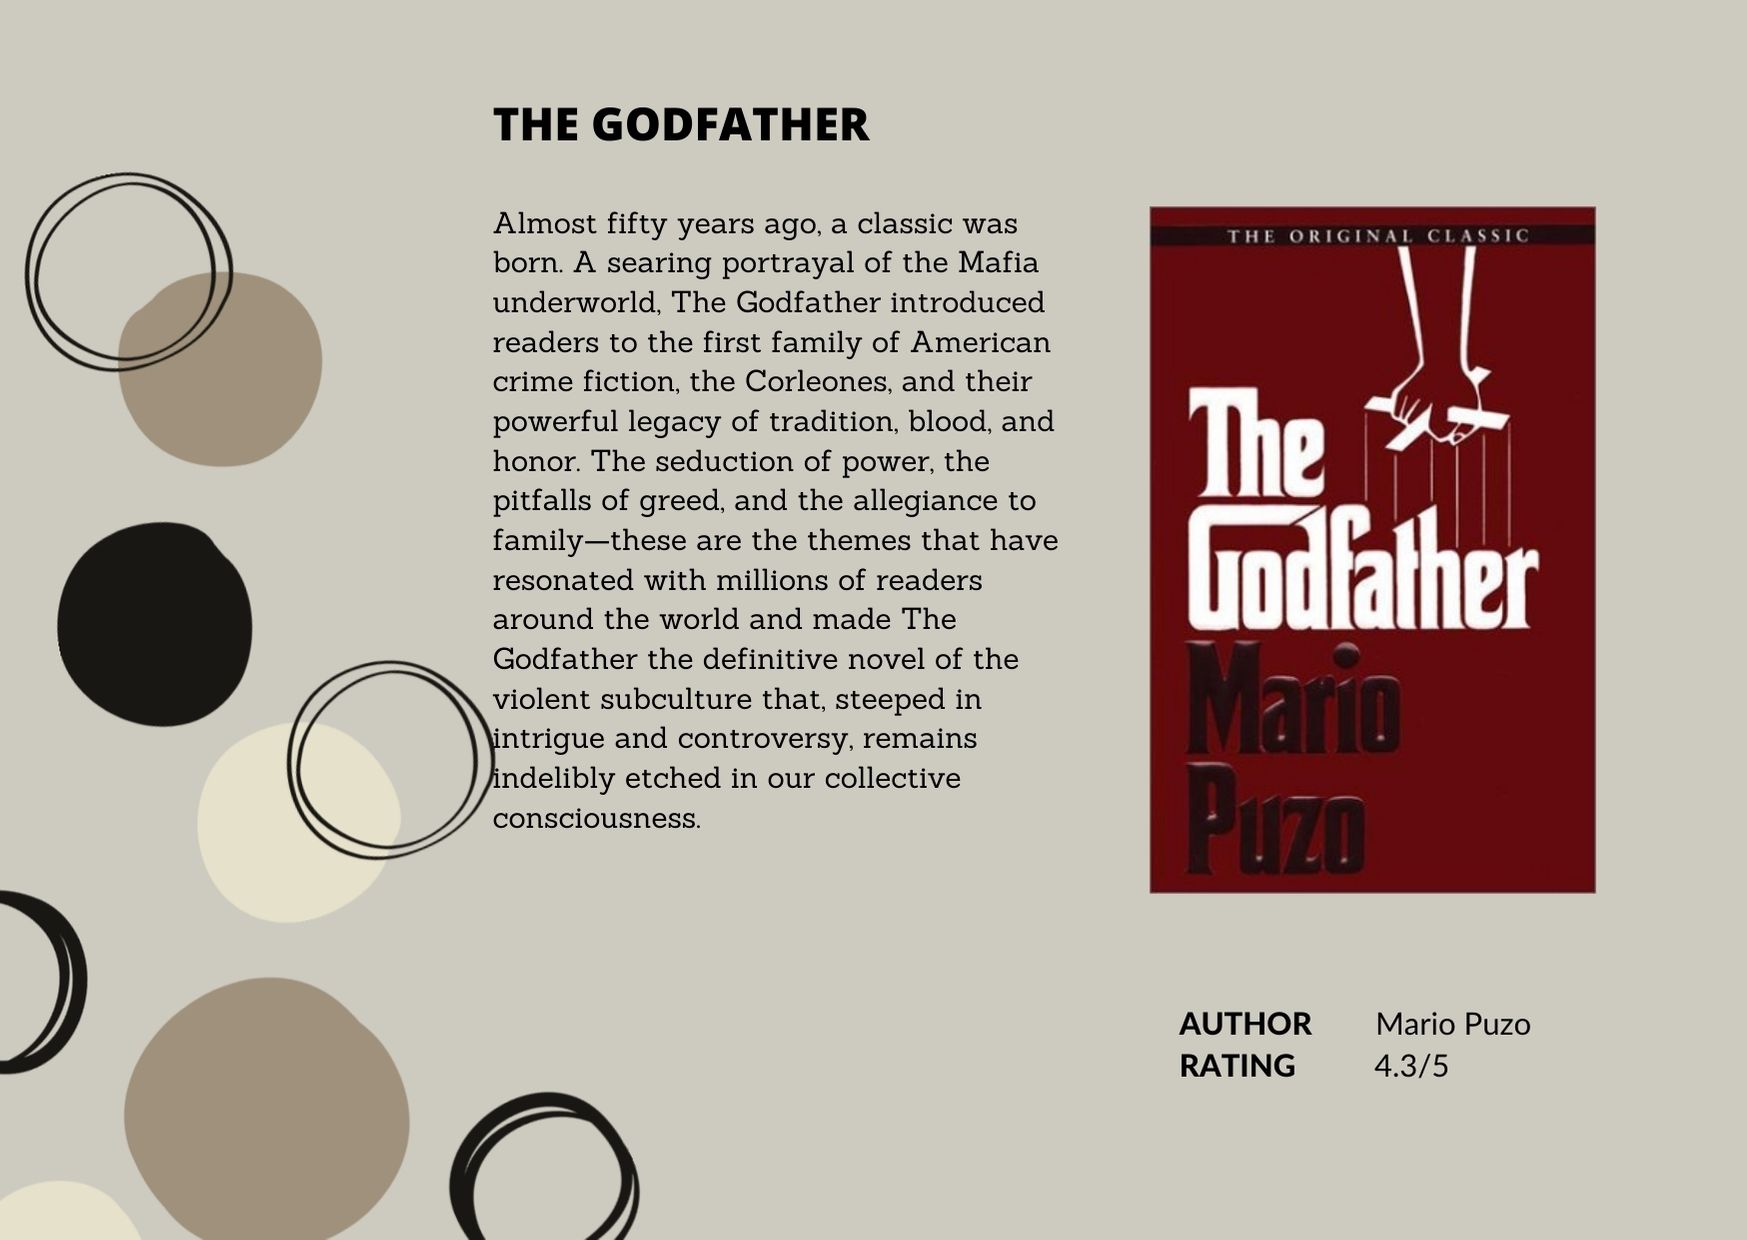 THE GODFATHER
Almost fifty years ago, a classic was
born. A searing portrayal of the Mafia
underworld, The Godfather introduced
readers to the first family of American
crime fiction, the Corleones, and their
powerful legacy of tradition, blood, and
honor. The seduction of power, the
pitfalls of greed, and the allegiance to
family—these are the themes that have
resonated with millions of readers
around the world and made The
Godfather the definitive novel of the
violent subculture that, steeped in
intrigue and controversy, remains
indelibly etched in our collective
consciousness.
THE ORIGINAL CLASSIC
The
Godfather
Mario
Puzo
AUTHOR Mario Puzo
RATING 4.3/5